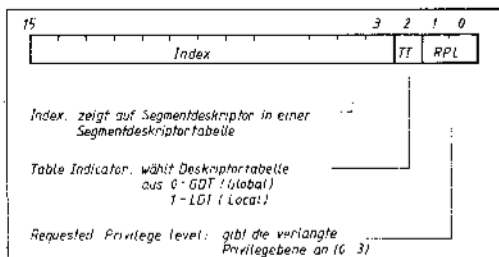 15 3 2 1 0
Index TI RPL
Index. zeigt auf Segmentdeskriptor in einer
Segmentdeskriptortabelle
Table Indicator. wählt Deskriptortabelle
aus 0-GDT (Global)
1-LDT (Local)
Requested Privilege level: gibt die verlangte
Privilegebene an (0 3)